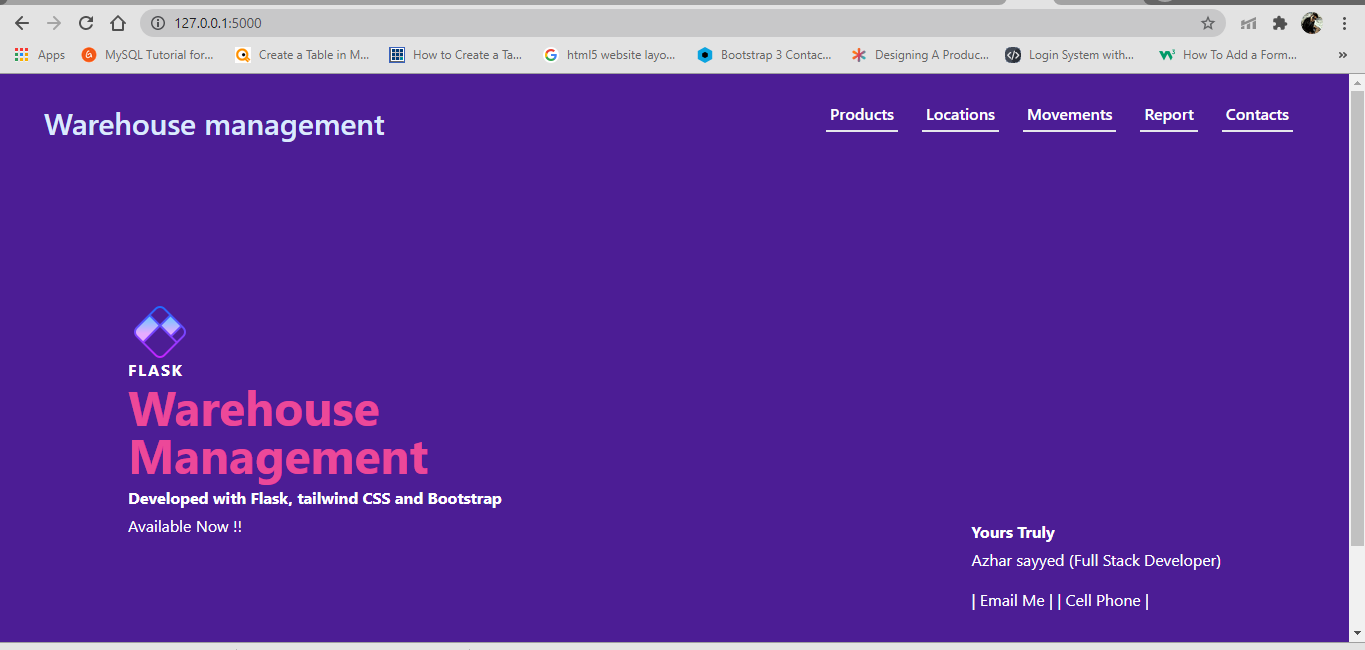 127.0.0.1:5000
Apps MySQL Tutorial for... Create a Table in M... How to Create a Ta... html5 website layo... Bootstrap 3 Contac... Designing A Produc... Login System with... How To Add a Form... »
Warehouse management
Products Locations Movements Report Contacts
FLASK
Warehouse
Management
Developed with Flask, tailwind CSS and Bootstrap
Available Now !!
Yours Truly
Azhar sayyed (Full Stack Developer)
| Email Me | | Cell Phone |